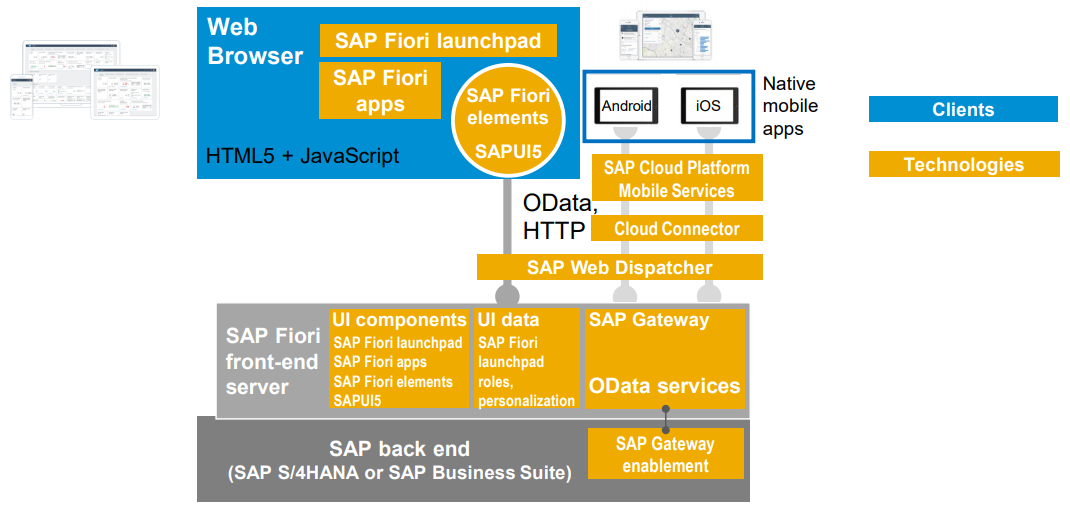 Web
Browser
SAP Fiori launchpad
SAP Fiori
apps
SAP Fiori
elements
SAPUI5
HTML5 + JavaScript
Android
iOS
Native
mobile
apps
Clients
Technologies
SAP Cloud Platform
Mobile Services
OData,
HTTP
Cloud Connector
SAP Web Dispatcher
SAP Fiori
front-end
server
UI components
SAP Fiori launchpad
SAP Fiori apps
SAP Fiori elements
SAPUI5
UI data
SAP Fiori
launchpad
roles,
personalization
SAP Gateway
OData services
SAP back end
(SAP S/4HANA or SAP Business Suite)
SAP Gateway
enablement